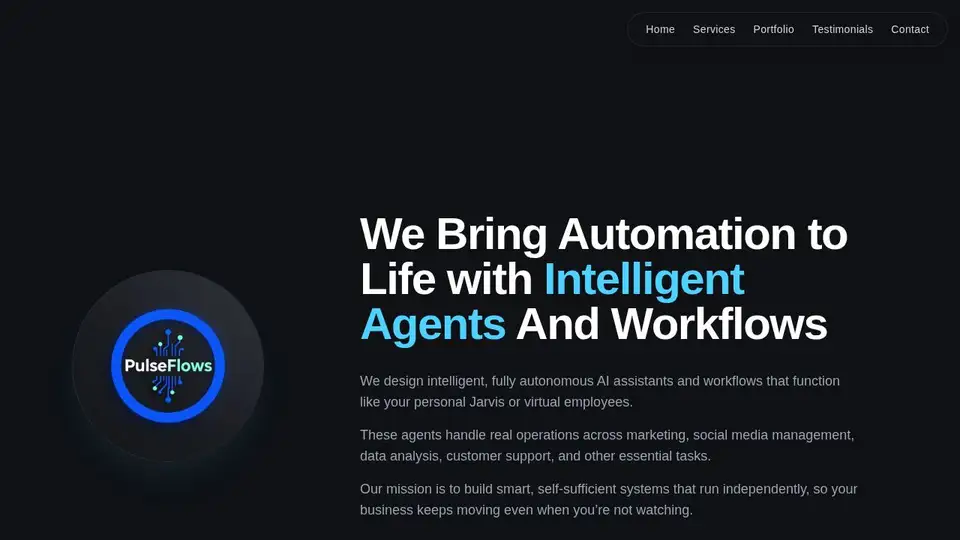 Home Services Portfolio Testimonials Contact
We Bring Automation to
Life with Intelligent
Agents And Workflows
PulseFlows
We design intelligent, fully autonomous AI assistants and workflows that function
like your personal Jarvis or virtual employees.
These agents handle real operations across marketing, social media management,
data analysis, customer support, and other essential tasks.
Our mission is to build smart, self-sufficient systems that run independently, so your
business keeps moving even when you’re not watching.